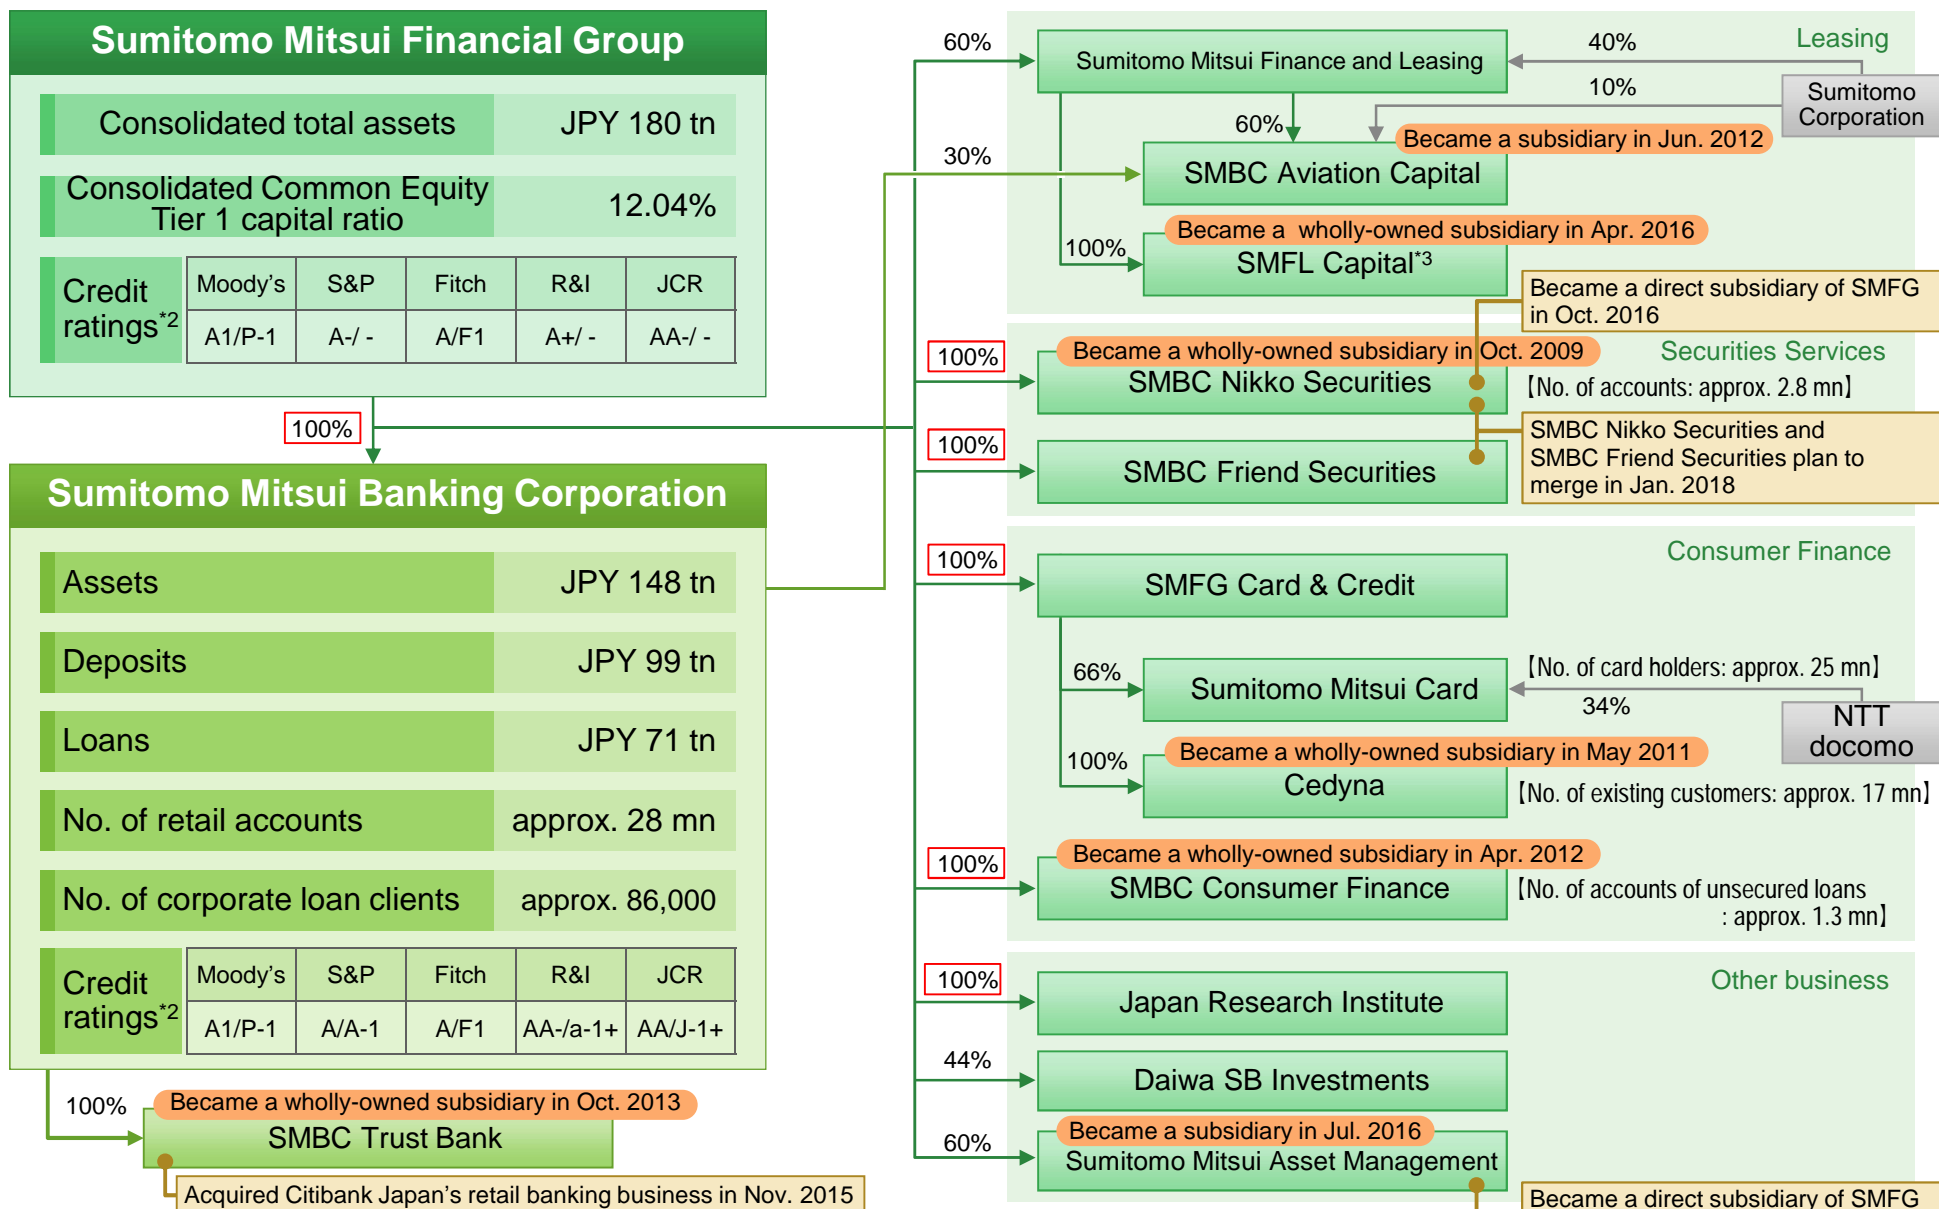 Sumitomo Mitsui Financial Group
Consolidated total assets
JPY 180 tn
Consolidated Common Equity
Tier 1 capital ratio
12.04%
Credit
ratings*2
Moody's S&P Fitch R&I JCR
A1/P-1 A-/ - A/F1 A+/ - AA-/ -
100%
Sumitomo Mitsui Banking Corporation
Assets
JPY 148 tn
Deposits
JPY 99 tn
Loans
JPY 71 tn
No. of retail accounts
approx. 28 mn
No. of corporate loan clients
approx. 86,000
Credit
ratings*2
Moody's S&P Fitch R&I JCR
A1/P-1 A/A-1 A/F1 AA-/a-1+ AA/J-1+
100%
Became a wholly-owned subsidiary in Oct. 2013
SMBC Trust Bank
Acquired Citibank Japan's retail banking business in Nov. 2015
Leasing
60%
Sumitomo Mitsui Finance and Leasing
40%
10%
Sumitomo
Corporation
60%
30%
Became a subsidiary in Jun. 2012
SMBC Aviation Capital
100%
Became a  wholly-owned subsidiary in Apr. 2016
SMFL Capital*3
Became a direct subsidiary of SMFG
in Oct. 2016
Securities Services
100%
Became a wholly-owned subsidiary in Oct. 2009
SMBC Nikko Securities
【No. of accounts: approx. 2.8 mn】
100%
SMBC Friend Securities
SMBC Nikko Securities and
SMBC Friend Securities plan to
merge in Jan. 2018
Consumer Finance
100%
SMFG Card & Credit
66%
Sumitomo Mitsui Card
【No. of card holders: approx. 25 mn】
34%
NTT
docomo
100%
Became a wholly-owned subsidiary in May 2011
Cedyna
【No. of existing customers: approx. 17 mn】
100%
Became a wholly-owned subsidiary in Apr. 2012
SMBC Consumer Finance
【No. of accounts of unsecured loans
: approx. 1.3 mn】
Other business
100%
Japan Research Institute
44%
Daiwa SB Investments
60%
Became a subsidiary in Jul. 2016
Sumitomo Mitsui Asset Management
Became a direct subsidiary of SMFG